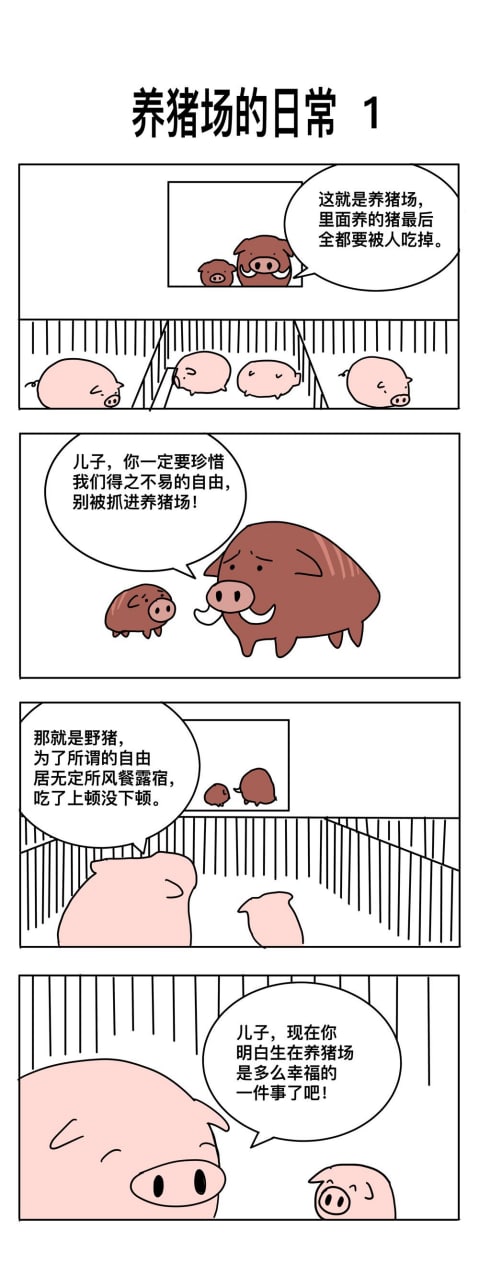 养猪场的日常 1
这就是养猪场，
里面养的猪最后
全都要被人吃掉。
儿子，你一定要珍惜
我们得之不易的自由，
别被抓进养猪场！
那就是野猪，
为了所谓的自由
居无定所风餐露宿，
吃了上顿没下顿。
儿子，现在你
明白生在养猪场
是多么幸福的
一件事了吧！